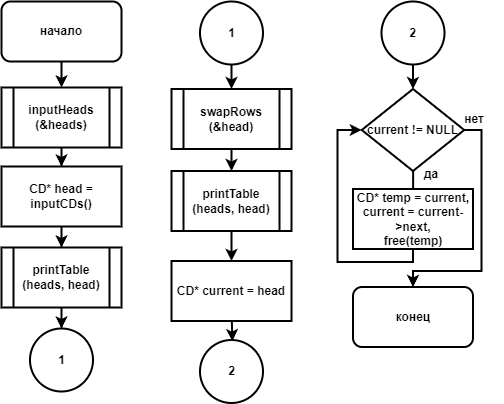 начало
inputHeads
(&heads)
CD* head =
inputCDs()
printTable
(heads, head)
1
1
swapRows
(&head)
printTable
(heads, head)
CD* current = head
2
2
current != NULL
нет
да
CD* temp = current,
current = current-
>next,
free(temp)
конец